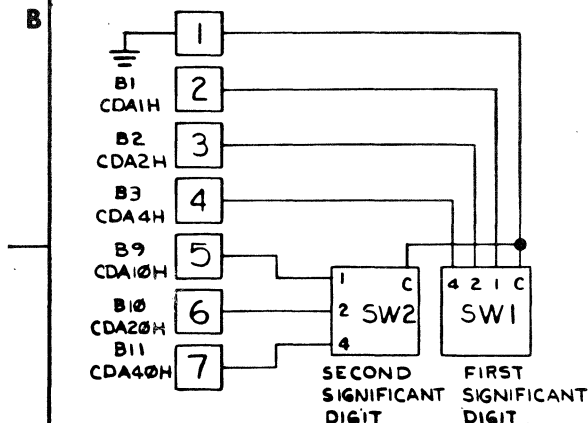 B
1
B1
CDA1H
2
B2
CDA2H
3
B3
CDA4H
4
B9
CDA10H
5
B10
CDA20H
6
B11
CDA40H
7
1 C
2 SW2
4
4 2 1 C
SW1
SECOND
SIGNIFICANT
DIGIT
FIRST
SIGNIFICANT
DIGIT